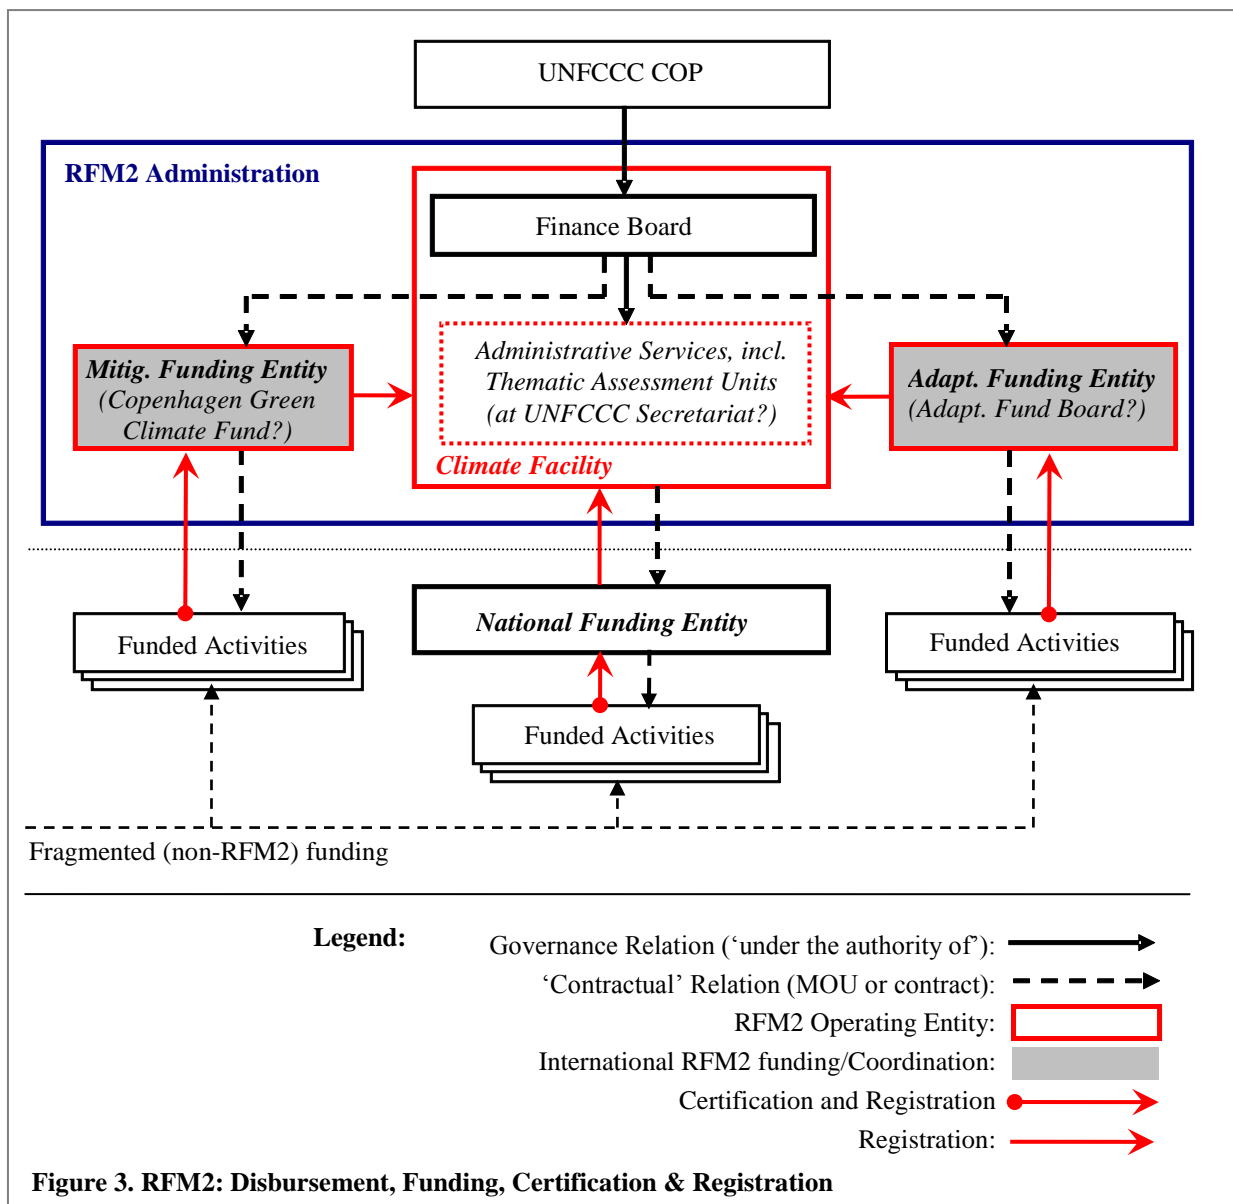 UNFCCC COP
RFM2 Administration
Finance Board
Mitig. Funding Entity
(Copenhagen Green
Climate Fund?)
Administrative Services, incl.
Thematic Assessment Units
(at UNFCCC Secretariat?)
Climate Facility
Adapt. Funding Entity
(Adapt. Fund Board?)
Funded Activities
National Funding Entity
Funded Activities
Funded Activities
Fragmented (non-RFM2) funding
Legend:
Governance Relation (‘under the authority of’):
‘Contractual’ Relation (MOU or contract):
RFM2 Operating Entity:
International RFM2 funding/Coordination:
Certification and Registration
Registration:
Figure 3. RFM2: Disbursement, Funding, Certification & Registration